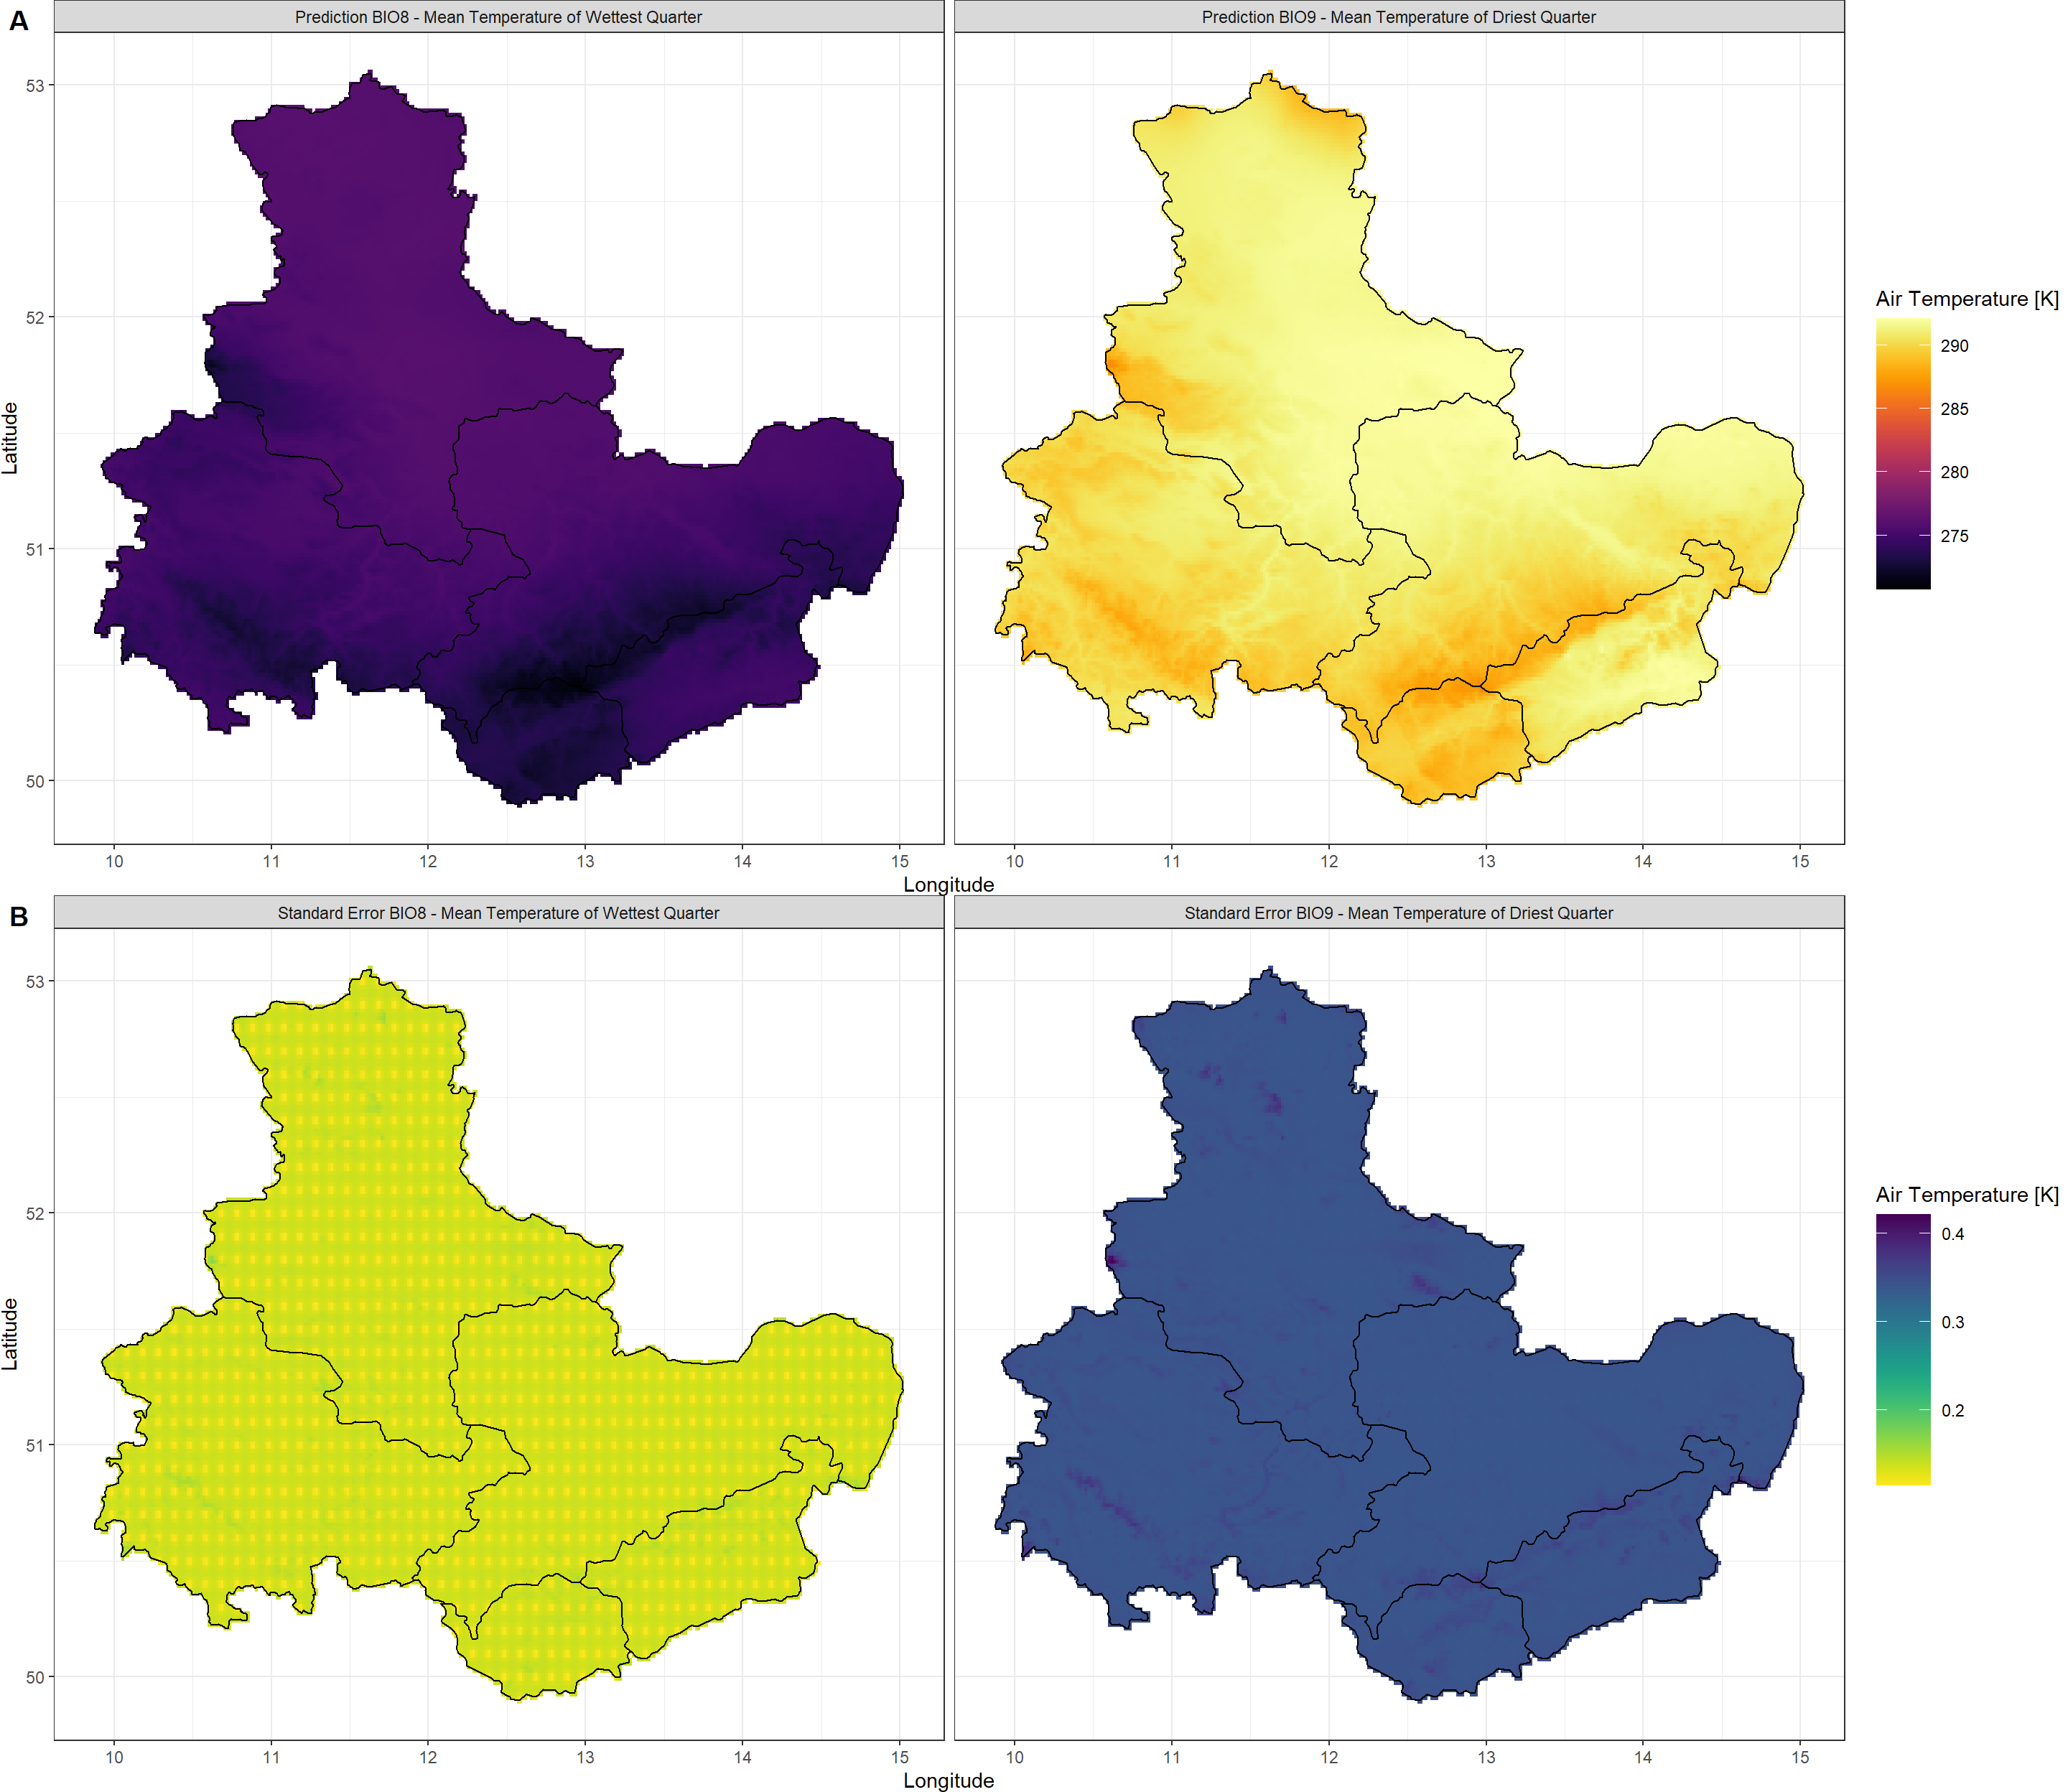 A
Prediction BIO8 - Mean Temperature of Wettest Quarter
Prediction BIO9 - Mean Temperature of Driest Quarter
Latitude
53
52
51
50
10 11 12 13 14 15
10 11 12 13 14 15
Longitude
Air Temperature [K]
290
285
280
275
B
Standard Error BIO8 - Mean Temperature of Wettest Quarter
Standard Error BIO9 - Mean Temperature of Driest Quarter
Latitude
53
52
51
50
10 11 12 13 14 15
10 11 12 13 14 15
Longitude
Air Temperature [K]
0.4
0.3
0.2